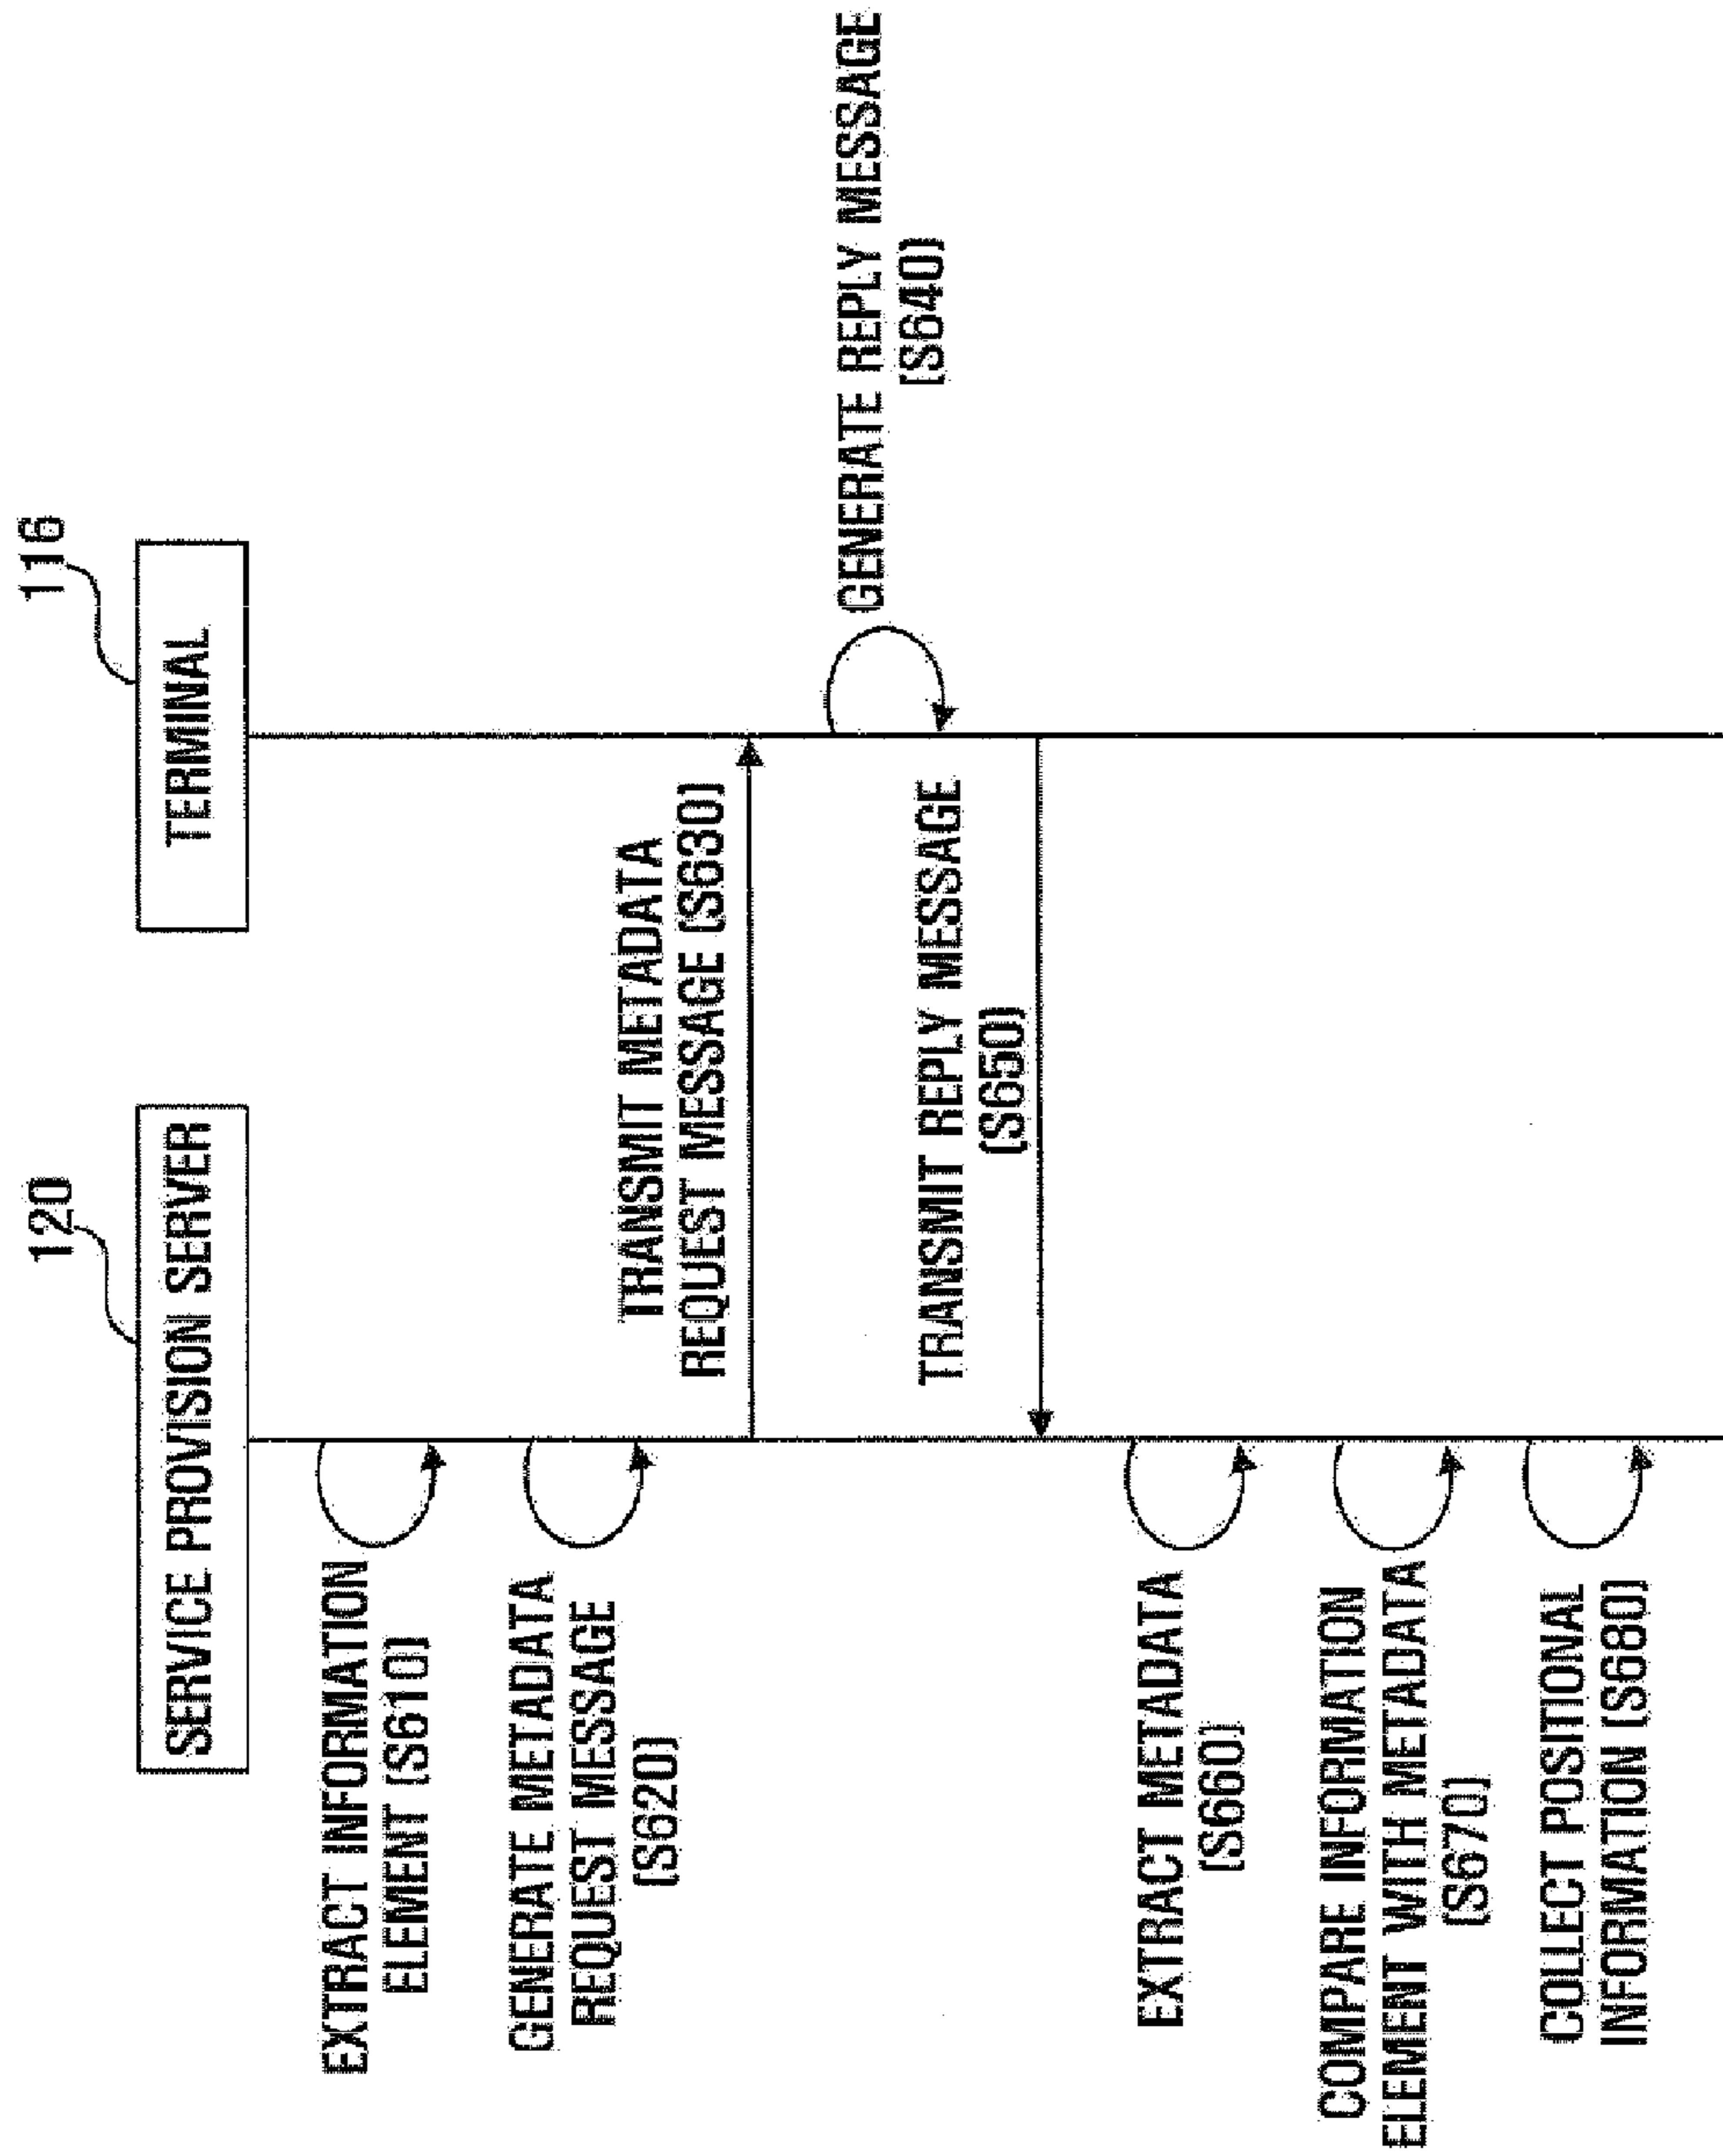 120
116
SERVICE PROVISION SERVER
TERMINAL
EXTRACT INFORMATION
ELEMENT (S610)
GENERATE METADATA
REQUEST MESSAGE
(S620)
TRANSMIT METADATA
REQUEST MESSAGE (S630)
GENERATE REPLY MESSAGE
(S640)
TRANSMIT REPLY MESSAGE
(S650)
EXTRACT METADATA
(S660)
COMPARE INFORMATION
ELEMENT WITH METADATA
(S670)
COLLECT POSITIONAL
INFORMATION (S680)